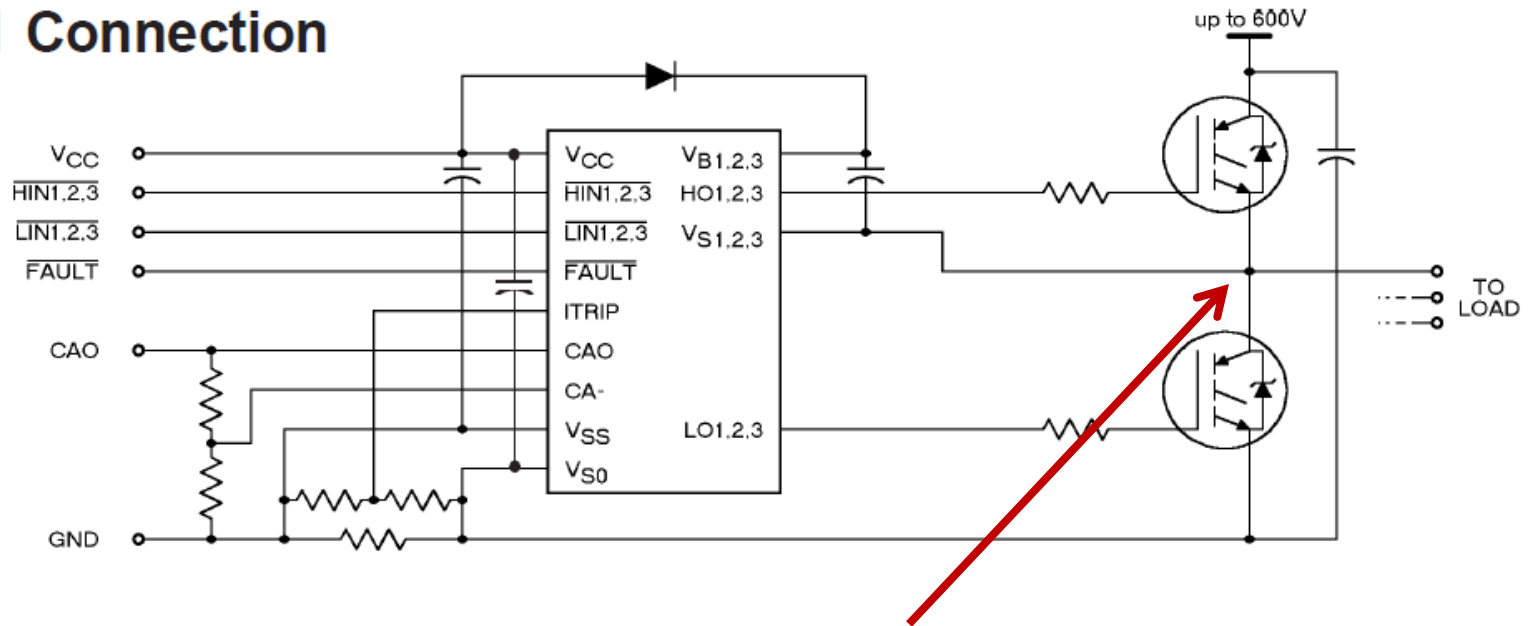 Connection
up to 600V
VCC
HIN1,2,3
LIN1,2,3
FAULT
CAO
GND
VCC
HIN1,2,3
LIN1,2,3
FAULT
ITRIP
CAO
CA-
VSS
VS0
VB1,2,3
HO1,2,3
VS1,2,3
LO1,2,3
TO
LOAD